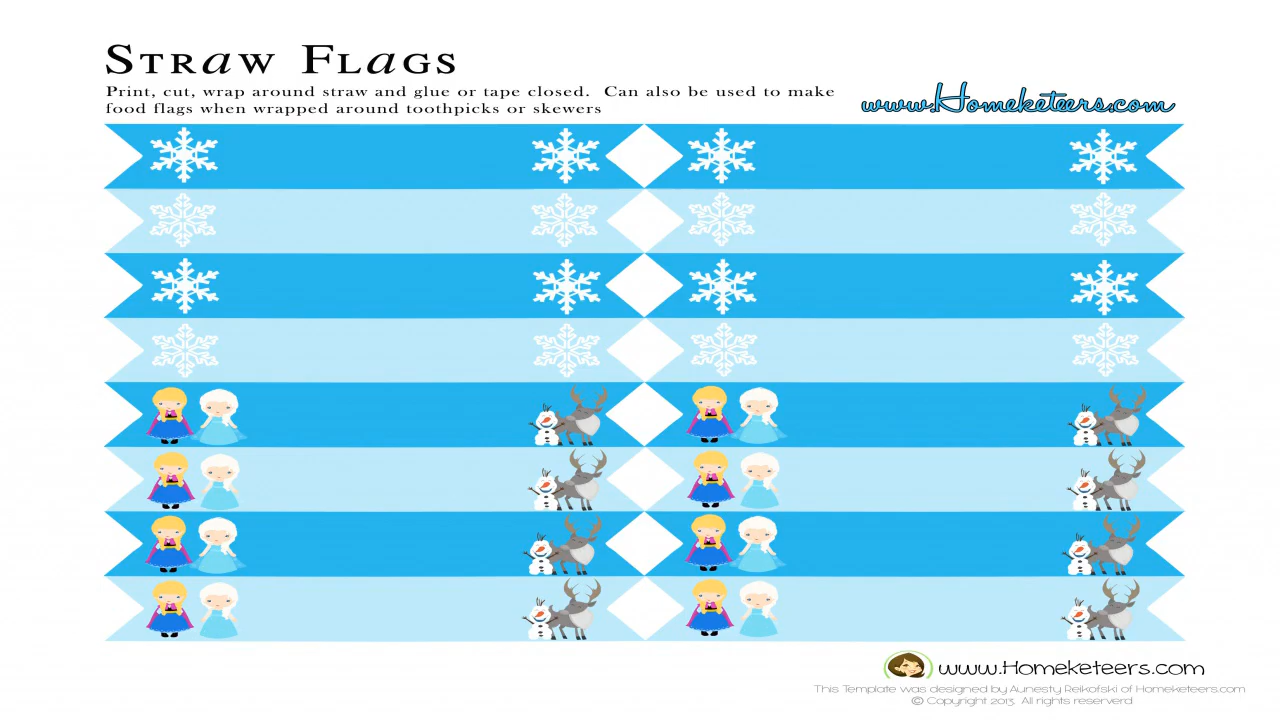 Straw Flags
Print, cut, wrap around straw and glue or tape closed.  Can also be used to make
food flags when wrapped around toothpicks or skewers
www.Homeketeers.com
www.Homeketeers.com
This Template was designed by Aunesty Reikofski of Homeketeers.com
© Copyright 2013.  All rights reserverd